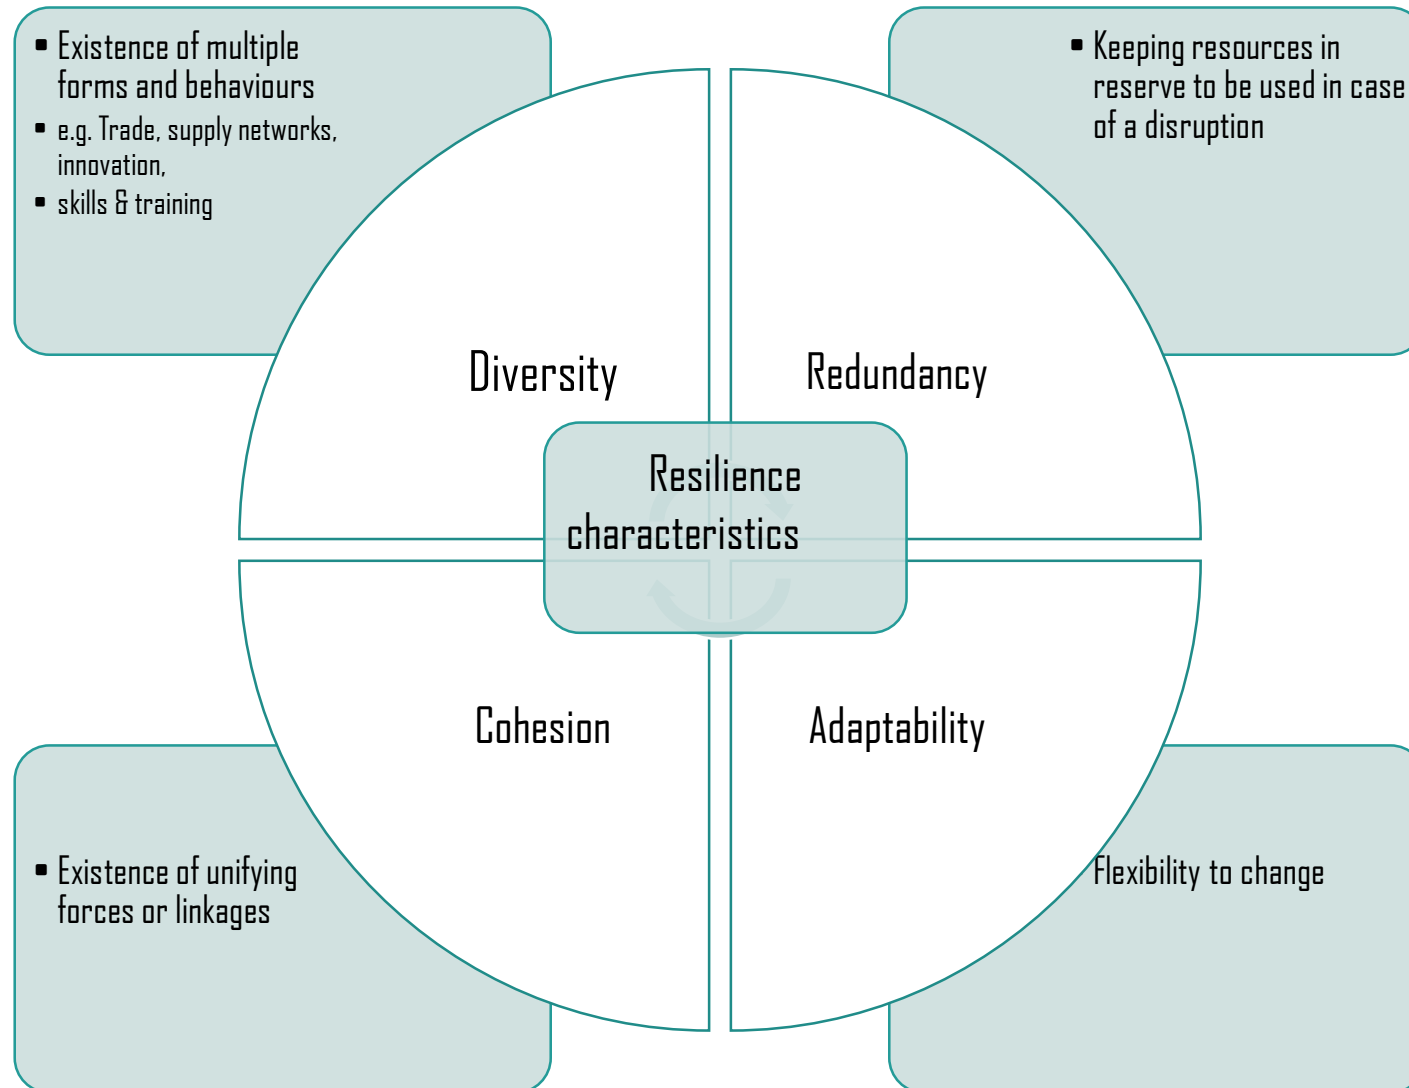 ▪ Existence of multiple
forms and behaviours
▪ e.g. Trade, supply networks,
innovation,
▪ skills & training
▪ Keeping resources in
reserve to be used in case
of a disruption
Diversity
Redundancy
Resilience
characteristics
Cohesion
Adaptability
▪ Existence of unifying
forces or linkages
Flexibility to change